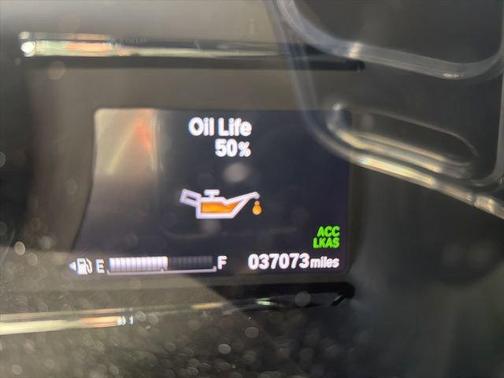 Oil Life
50%
ACC
LKAS
E F 037073 miles